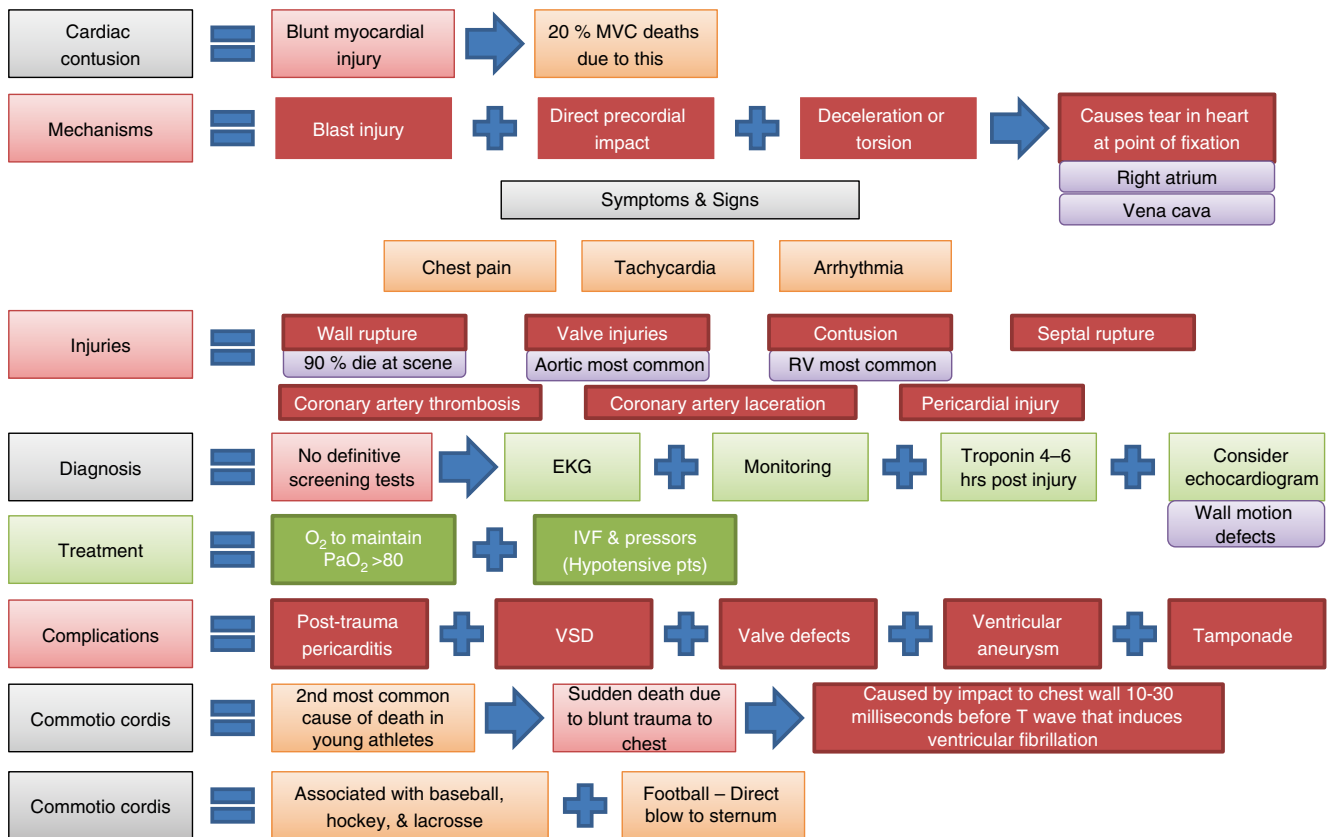 Cardiac
contusion
Blunt myocardial
injury
20 % MVC deaths
due to this
Mechanisms
Blast injury
Direct precordial
impact
Deceleration or
torsion
Causes tear in heart
at point of fixation
Right atrium
Vena cava
Symptoms & Signs
Chest pain
Tachycardia
Arrhythmia
Injuries
Wall rupture
90 % die at scene
Valve injuries
Aortic most common
Contusion
RV most common
Septal rupture
Coronary artery thrombosis
Coronary artery laceration
Pericardial injury
Diagnosis
No definitive
screening tests
EKG
Monitoring
Troponin 4–6
hrs post injury
Consider
echocardiogram
Wall motion
defects
Treatment
O₂ to maintain
PaO₂ >80
IVF & pressors
(Hypotensive pts)
Complications
Post-trauma
pericarditis
VSD
Valve defects
Ventricular
aneurysm
Tamponade
Commotio cordis
2nd most common
cause of death in
young athletes
Sudden death due
to blunt trauma to
chest
Caused by impact to chest wall 10-30
milliseconds before T wave that induces
ventricular fibrillation
Commotio cordis
Associated with baseball,
hockey, & lacrosse
Football – Direct
blow to sternum